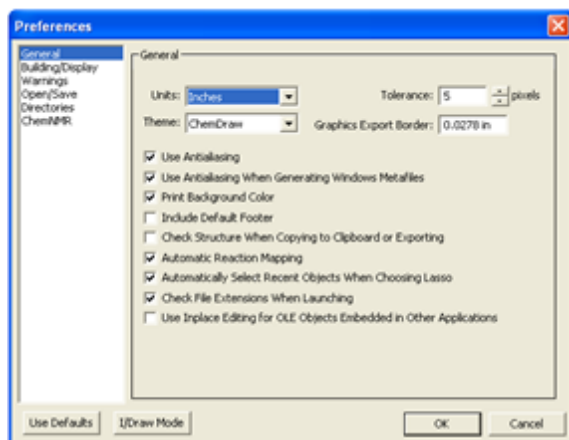 Preferences
General
Building/Display
Warnings
Open/Save
Directories
ChemNMR
General
Units: Inches Tolerance: 5 pixels
Theme: ChemDraw Graphics Export Border: 0.0278 in
Use Antialiasing
Use Antialiasing When Generating Windows Metafiles
Print Background Color
Include Default Footer
Check Structure When Copying to Clipboard or Exporting
Automatic Reaction Mapping
Automatically Select Recent Objects When Choosing Lasso
Check File Extensions When Launching
Use Inplace Editing for OLE Objects Embedded in Other Applications
Use Defaults I/Draw Mode OK Cancel